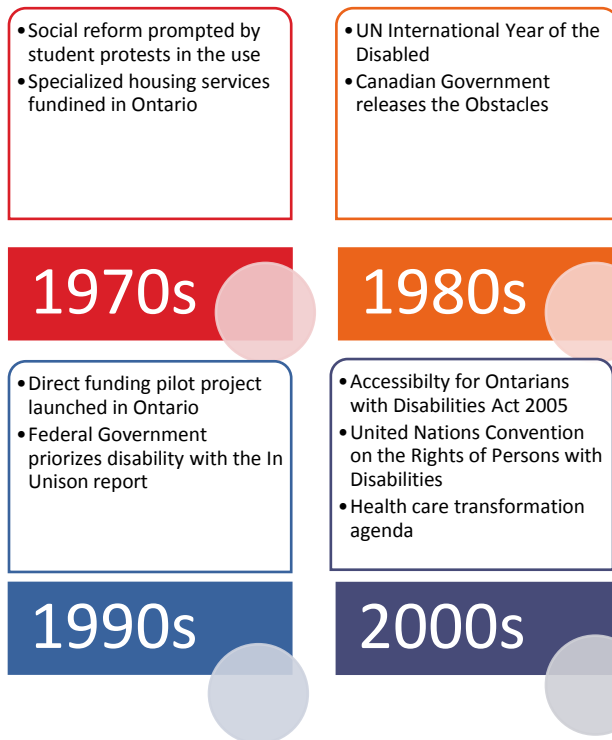 •Social reform prompted by
student protests in the use
•Specialized housing services
fundined in Ontario
1970s
•UN International Year of the
Disabled
•Canadian Government
releases the Obstacles
1980s
•Direct funding pilot project
launched in Ontario
•Federal Government
priorizes disability with the In
Unison report
1990s
•Accessibilty for Ontarians
with Disabilities Act 2005
•United Nations Convention
on the Rights of Persons with
Disabilities
•Health care transformation
agenda
2000s